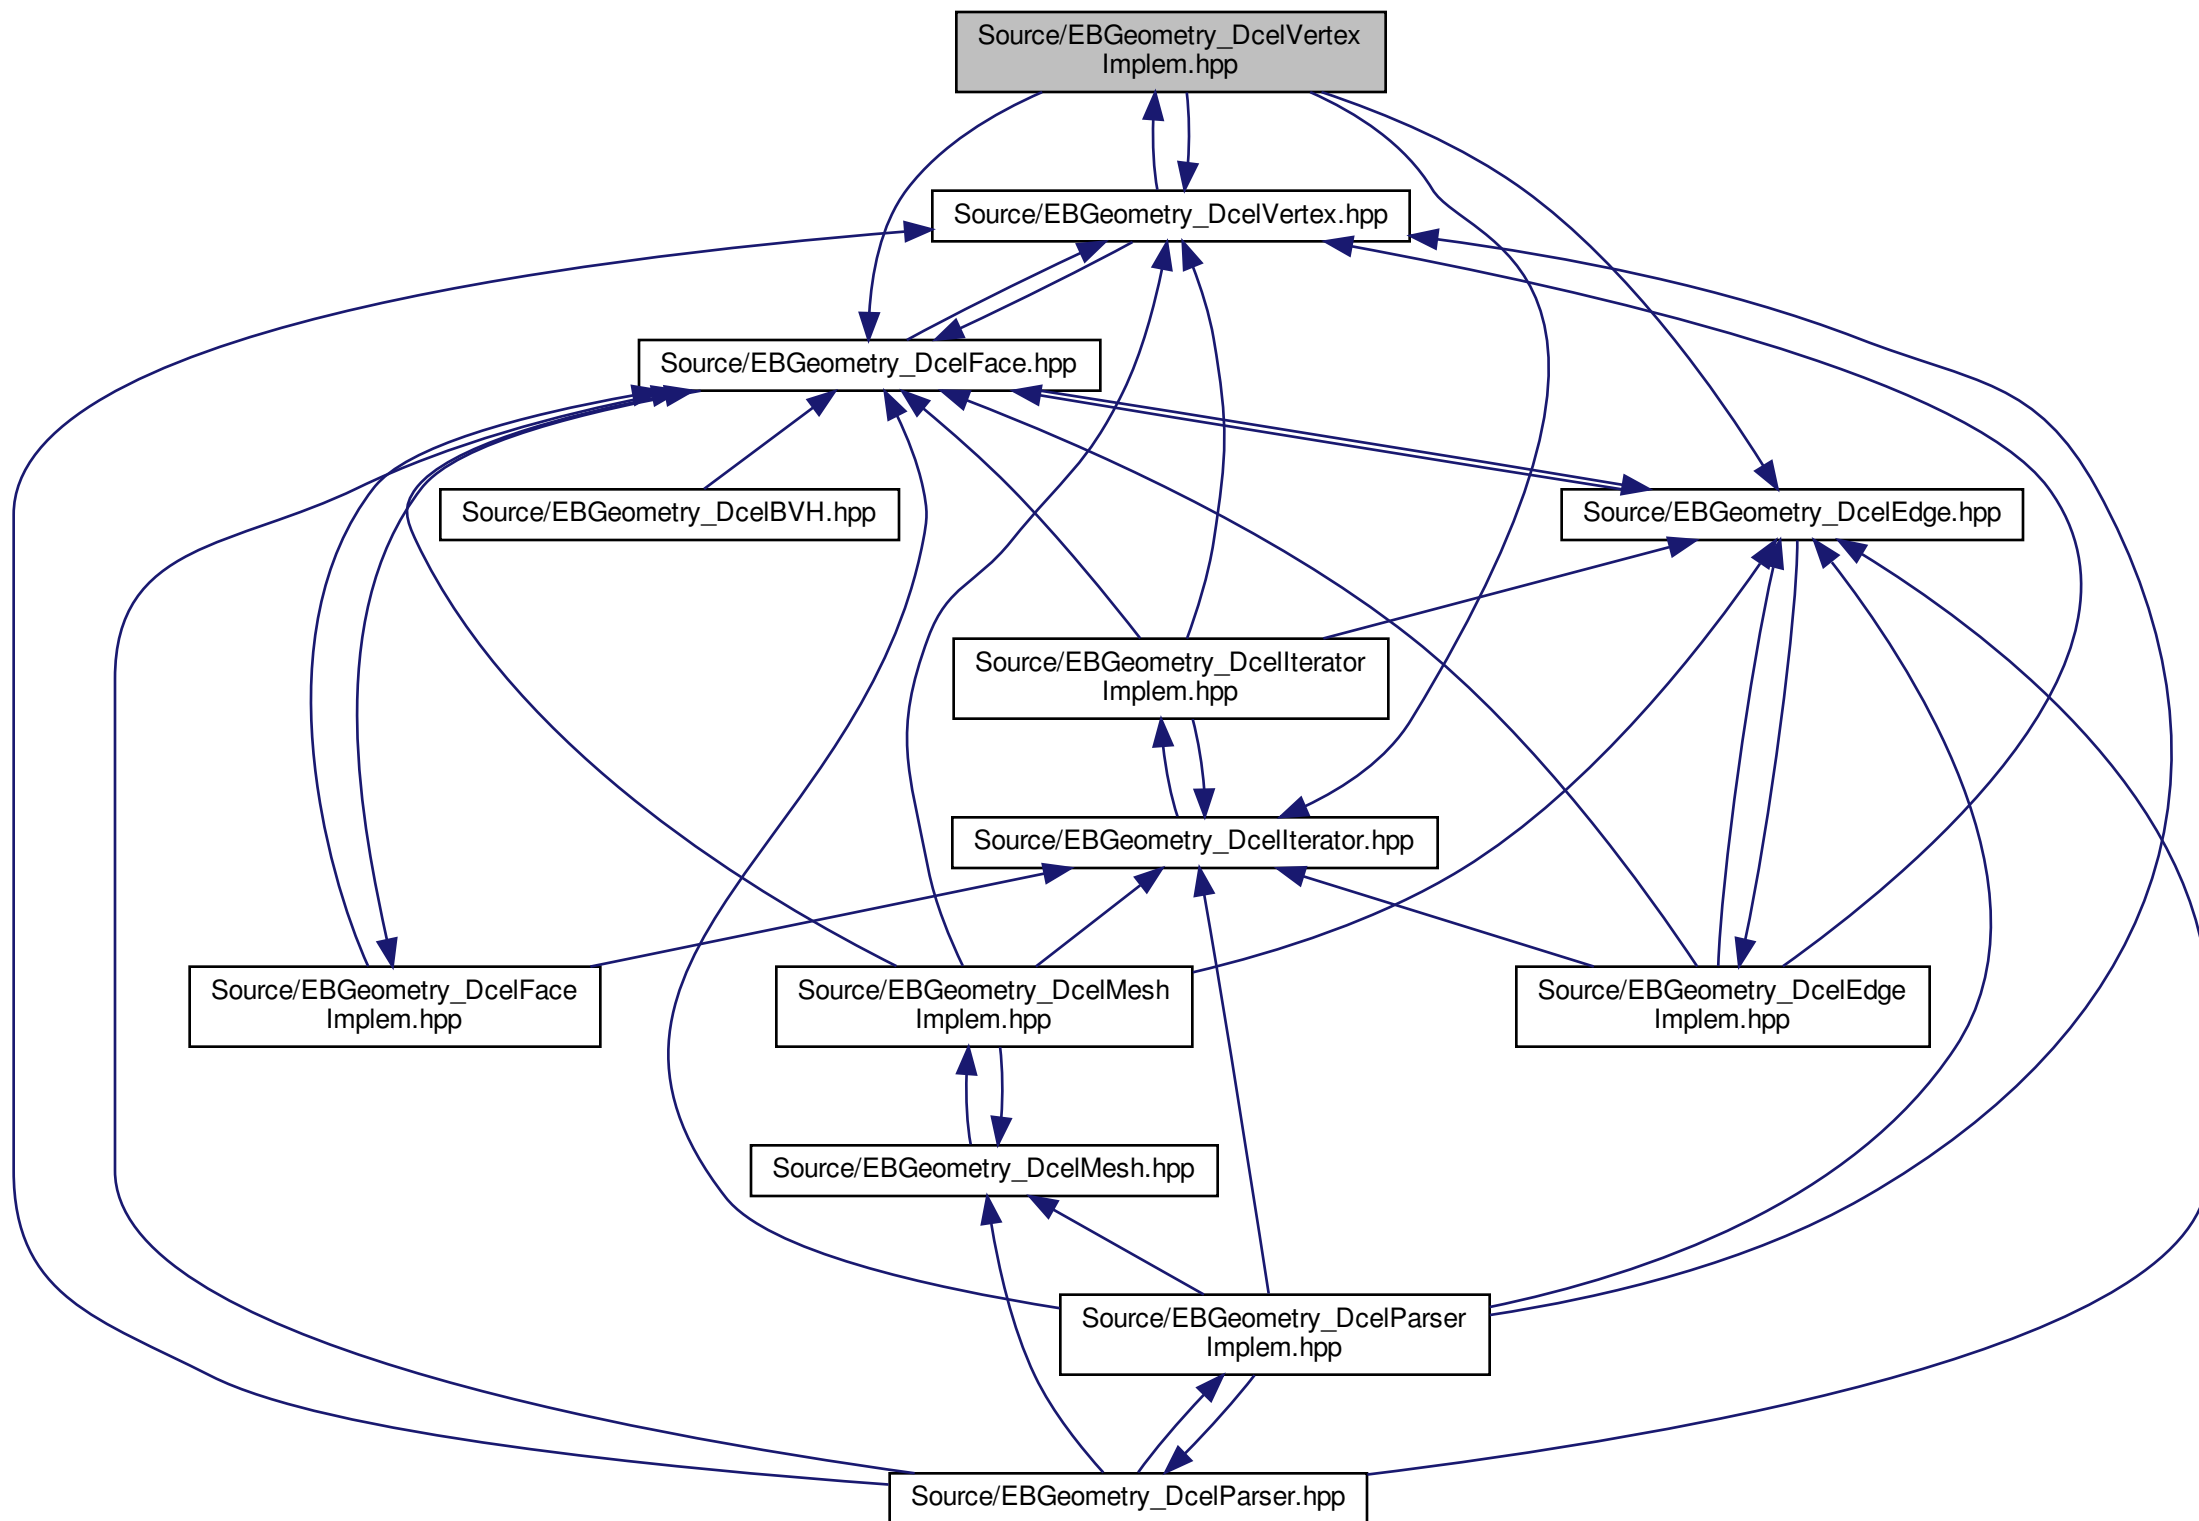 Source/EBGeometry_DcelVertex
Implem.hpp
Source/EBGeometry_DcelVertex.hpp
Source/EBGeometry_DcelFace.hpp
Source/EBGeometry_DcelBVH.hpp
Source/EBGeometry_DcelEdge.hpp
Source/EBGeometry_DcelIterator
Implem.hpp
Source/EBGeometry_DcelIterator.hpp
Source/EBGeometry_DcelFace
Implem.hpp
Source/EBGeometry_DcelMesh
Implem.hpp
Source/EBGeometry_DcelEdge
Implem.hpp
Source/EBGeometry_DcelMesh.hpp
Source/EBGeometry_DcelParser
Implem.hpp
Source/EBGeometry_DcelParser.hpp